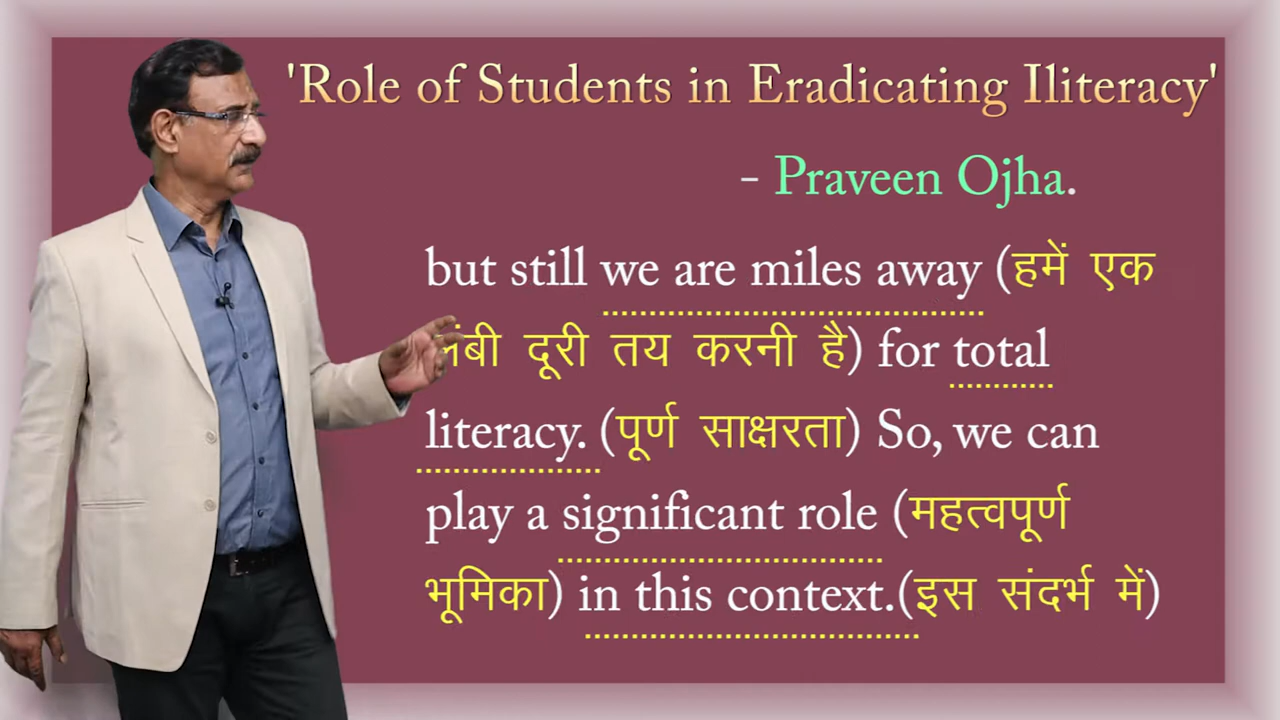 'Role of Students in Eradicating Iliteracy'
- Praveen Ojha.
but still we are miles away (हमें एक
लंबी दूरी तय करनी है) for total
literacy. (पूर्ण साक्षरता) So, we can
play a significant role (महत्वपूर्ण
भूमिका) in this context.(इस संदर्भ में)